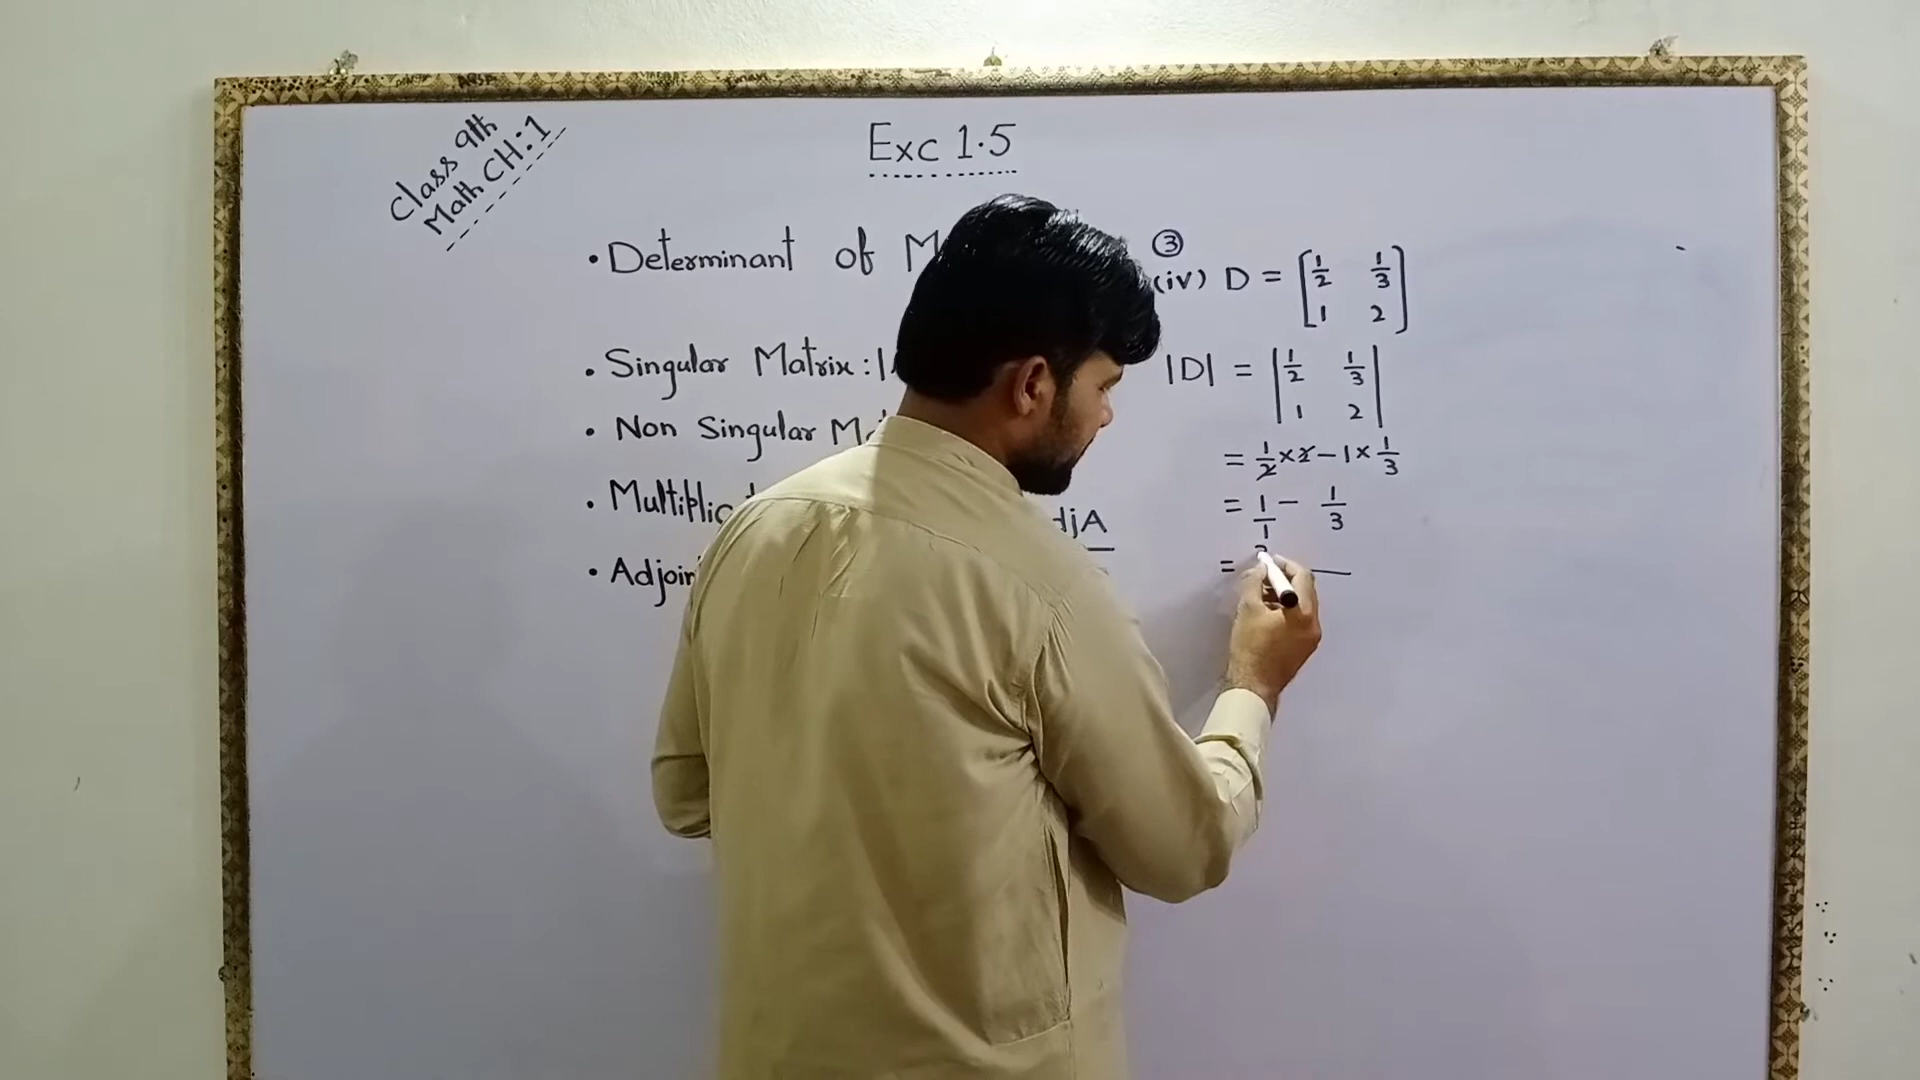 Class 9th
Math CH:1
Exc 1.5
• Determinant of
• Singular Matrix :
• Non Singular
•
•
djA
③
(iv) D = [1/2 1/3
1 2]
|D| = |1/2 1/3
1 2|
= 1/2 × 2 - 1 × 1/3
= 1/1 - 1/3
=